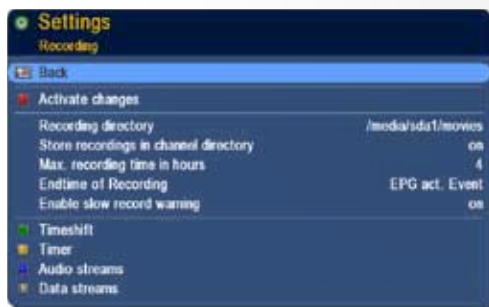 Settings
Recording
Back
Activate changes
Recording directory /media/sda1/movies
Store recordings in channel directory on
Max. recording time in hours 4
Endtime of Recording EPG act. Event
Enable slow record warning on
Timeshift
Timer
Audio streams
Data streams